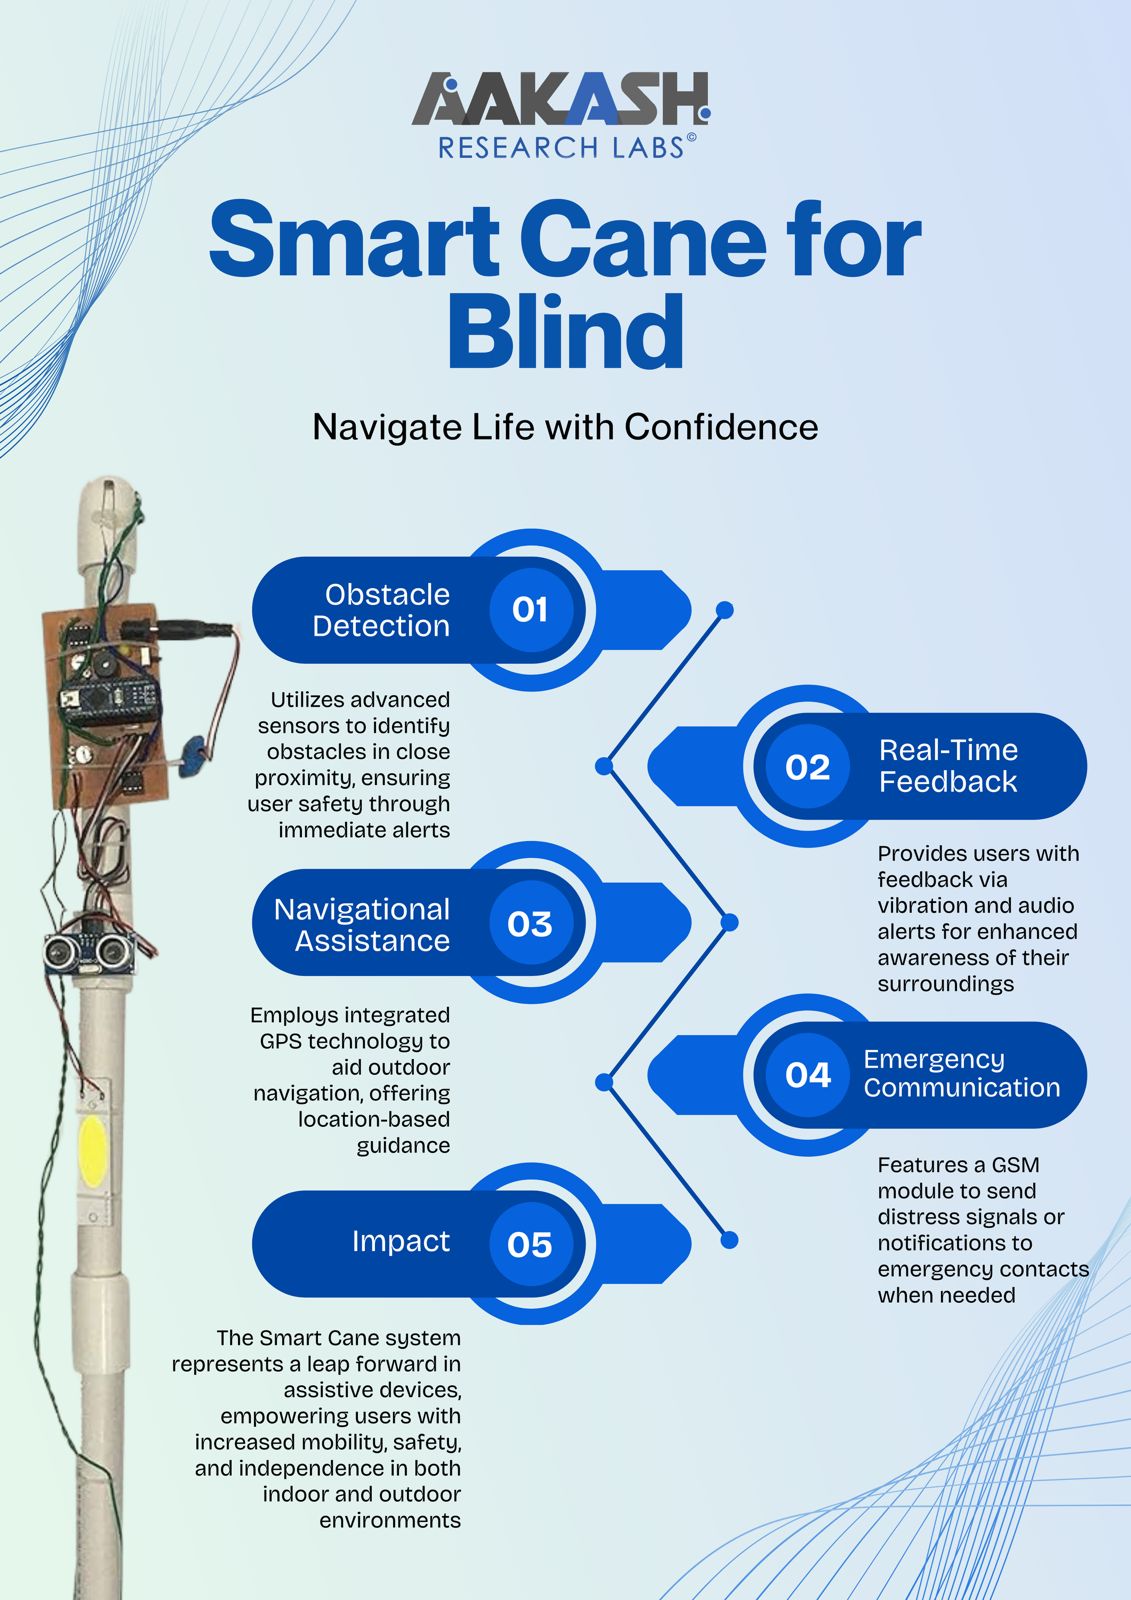 AAKASH
RESEARCH LABS©
Smart Cane for
Blind
Navigate Life with Confidence
Obstacle
Detection
01
Utilizes advanced
sensors to identify
obstacles in close
proximity, ensuring
user safety through
immediate alerts
02
Real-Time
Feedback
Provides users with
feedback via
vibration and audio
alerts for enhanced
awareness of their
surroundings
Navigational
Assistance
03
Employs integrated
GPS technology to
aid outdoor
navigation, offering
location-based
guidance
04
Emergency
Communication
Features a GSM
module to send
distress signals or
notifications to
emergency contacts
when needed
Impact
05
The Smart Cane system
represents a leap forward in
assistive devices,
empowering users with
increased mobility, safety,
and independence in both
indoor and outdoor
environments